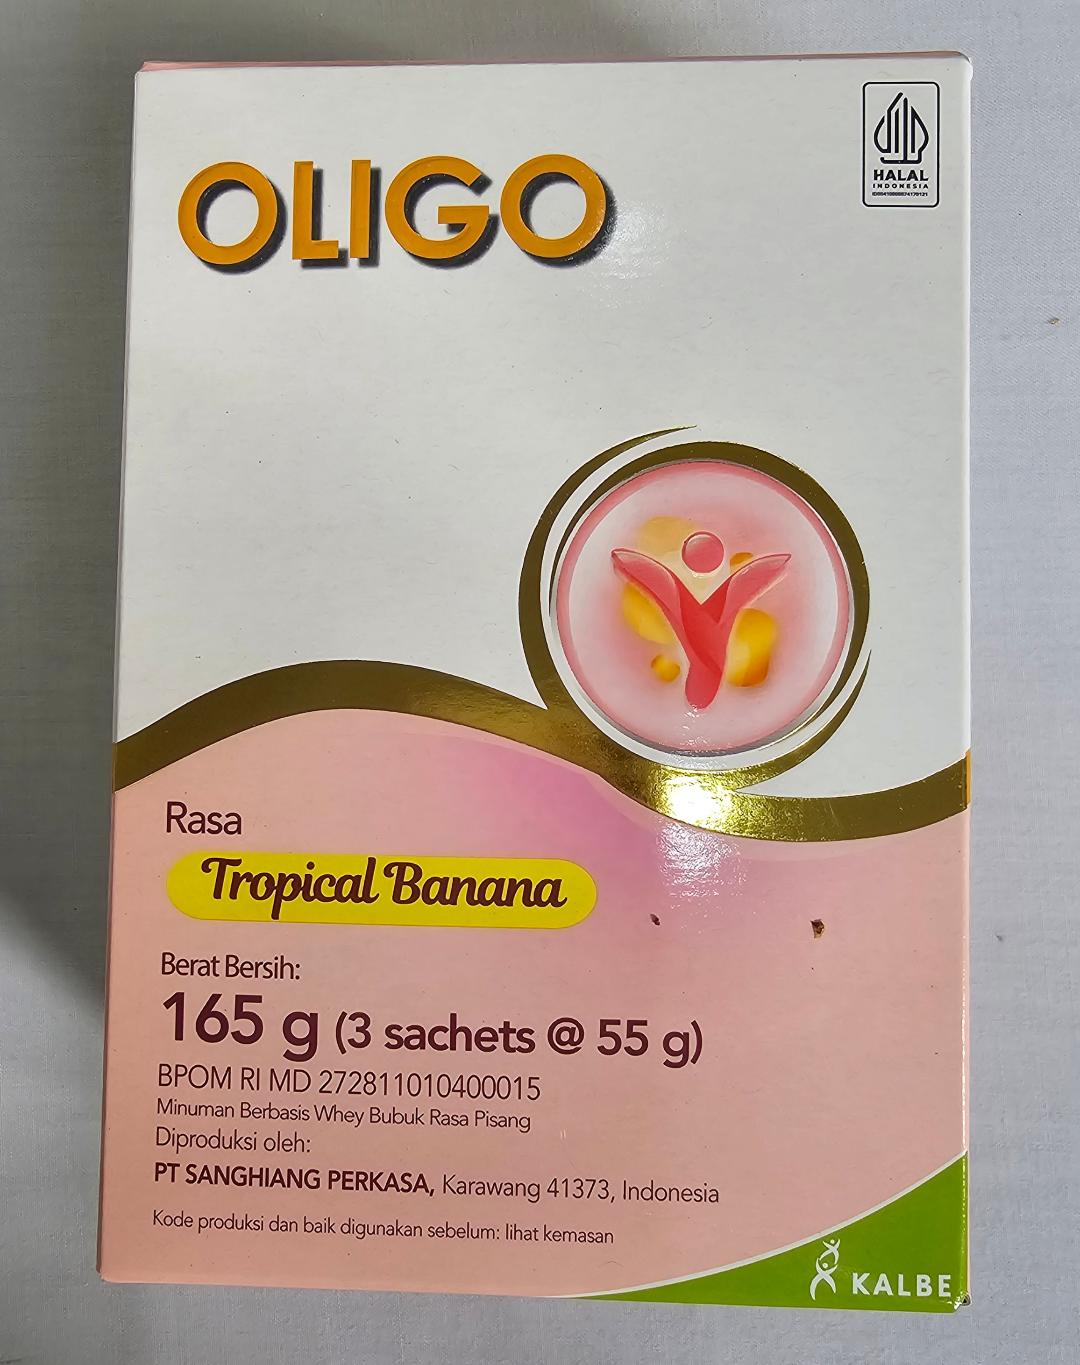 HALAL
INDONESIA
OLIGO
Rasa
Tropical Banana
Berat Bersih:
165 g (3 sachets @ 55 g)
BPOM RI MD 272811010400015
Minuman Berbasis Whey Bubuk Rasa Pisang
Diproduksi oleh:
PT SANGHIANG PERKASA, Karawang 41373, Indonesia
Kode produksi dan baik digunakan sebelum: lihat kemasan
KALBE